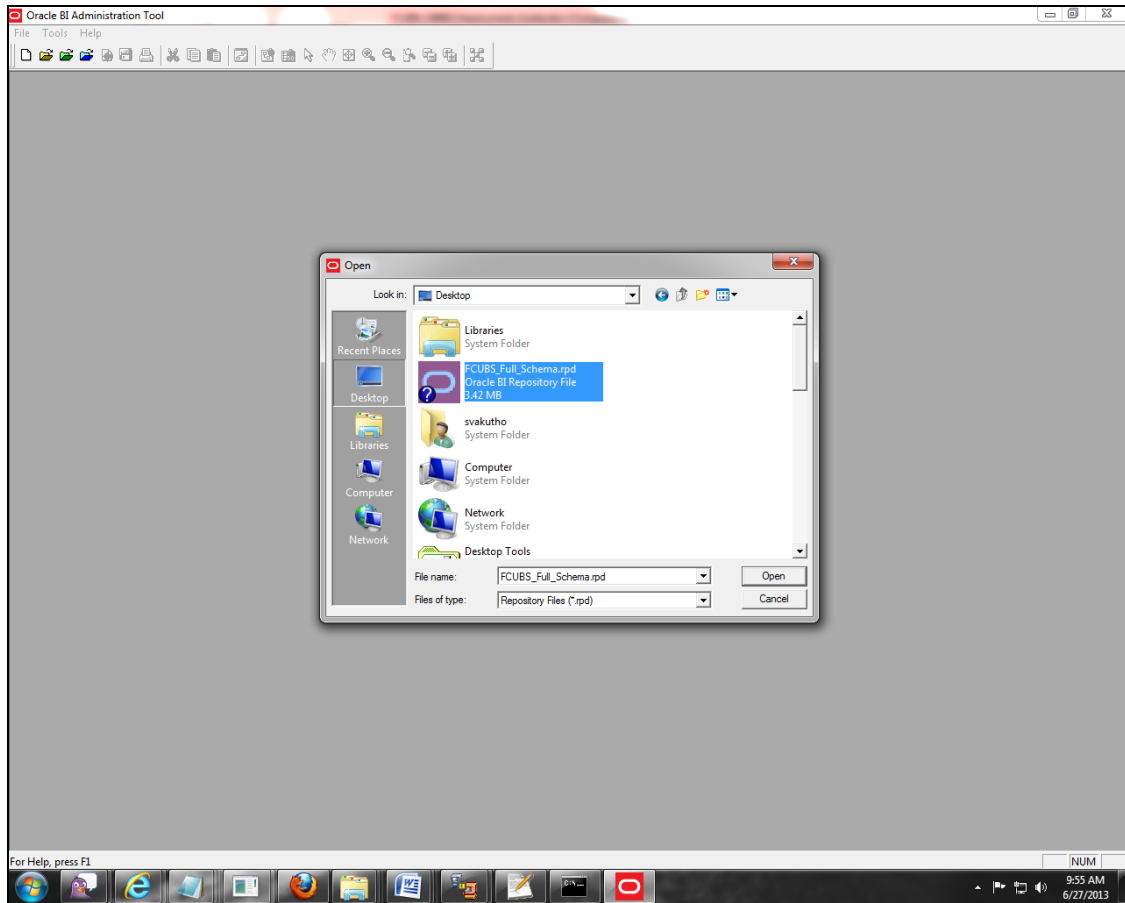 Oracle BI Administration Tool
File Tools Help
Open
Look in: Desktop
Recent Places
Desktop
Libraries
Computer
Network
Libraries
System Folder
FCUBS_Full_Schema.rpd
Oracle BI Repository File
3.42 MB
svakutho
System Folder
Computer
System Folder
Network
System Folder
Desktop Tools
File name: FCUBS_Full_Schema.rpd Open
Files of type: Repository Files (*.rpd) Cancel
For Help, press F1
NUM
9:55 AM
6/27/2013